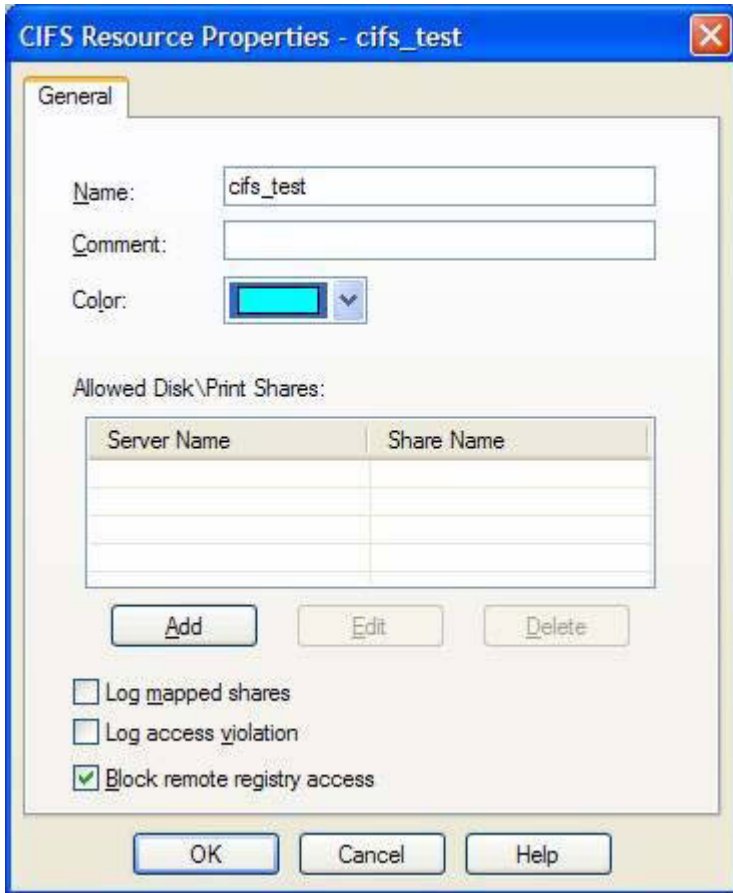 CIFS Resource Properties - cifs_test
General
Name: cifs_test
Comment:
Color:
Allowed Disk\Print Shares:
Server Name Share Name
Add Edit Delete
Log mapped shares
Log access violation
Block remote registry access
OK Cancel Help